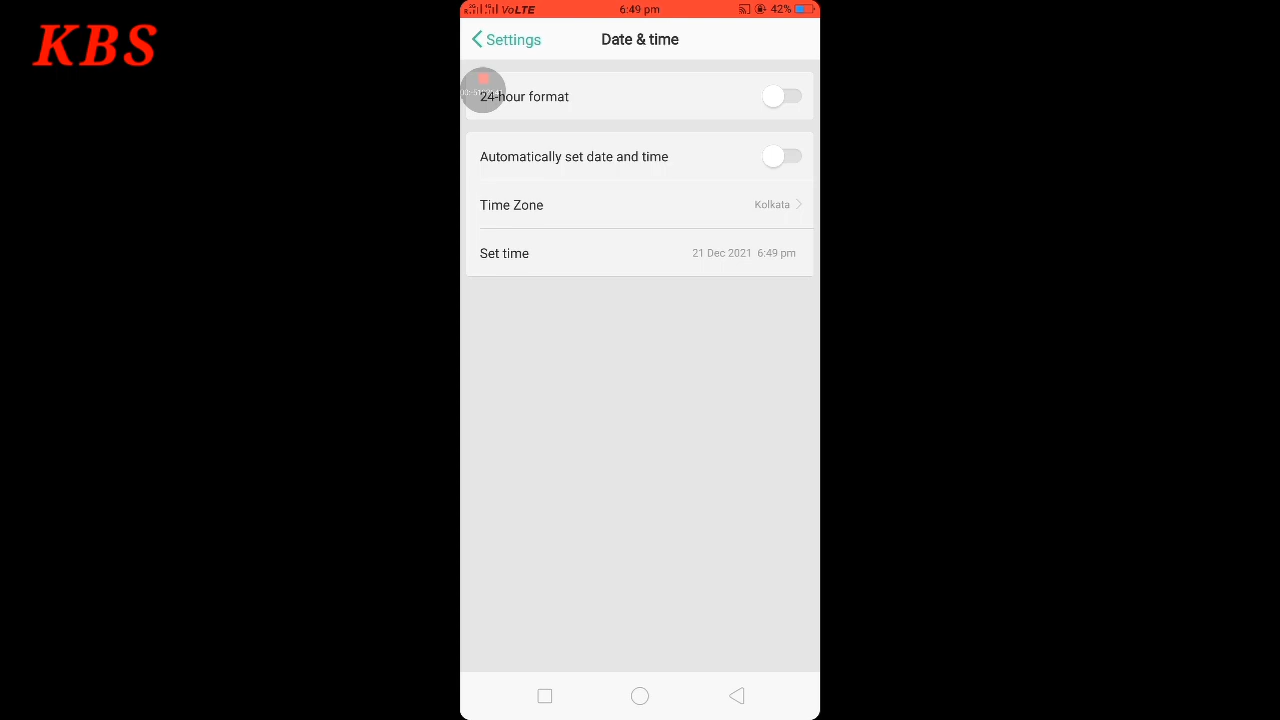 KBS
VoLTE 6:49 pm 42%
Settings Date & time
24-hour format
Automatically set date and time
Time Zone Kolkata
Set time 21 Dec 2021 6:49 pm